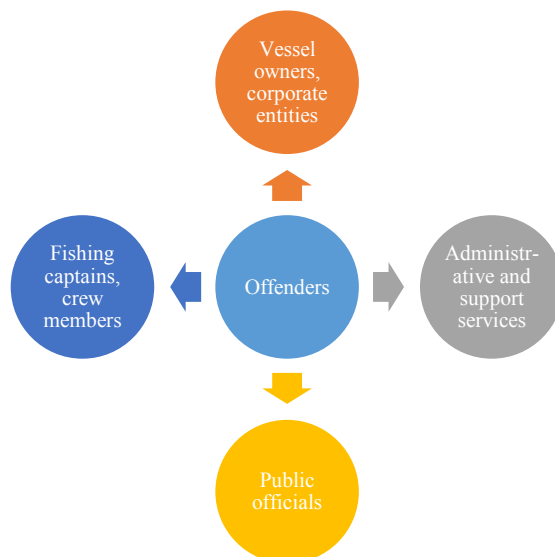 Vessel
owners,
corporate
entities
Fishing
captains,
crew
members
Offenders
Administr-
ative and
support
services
Public
officials